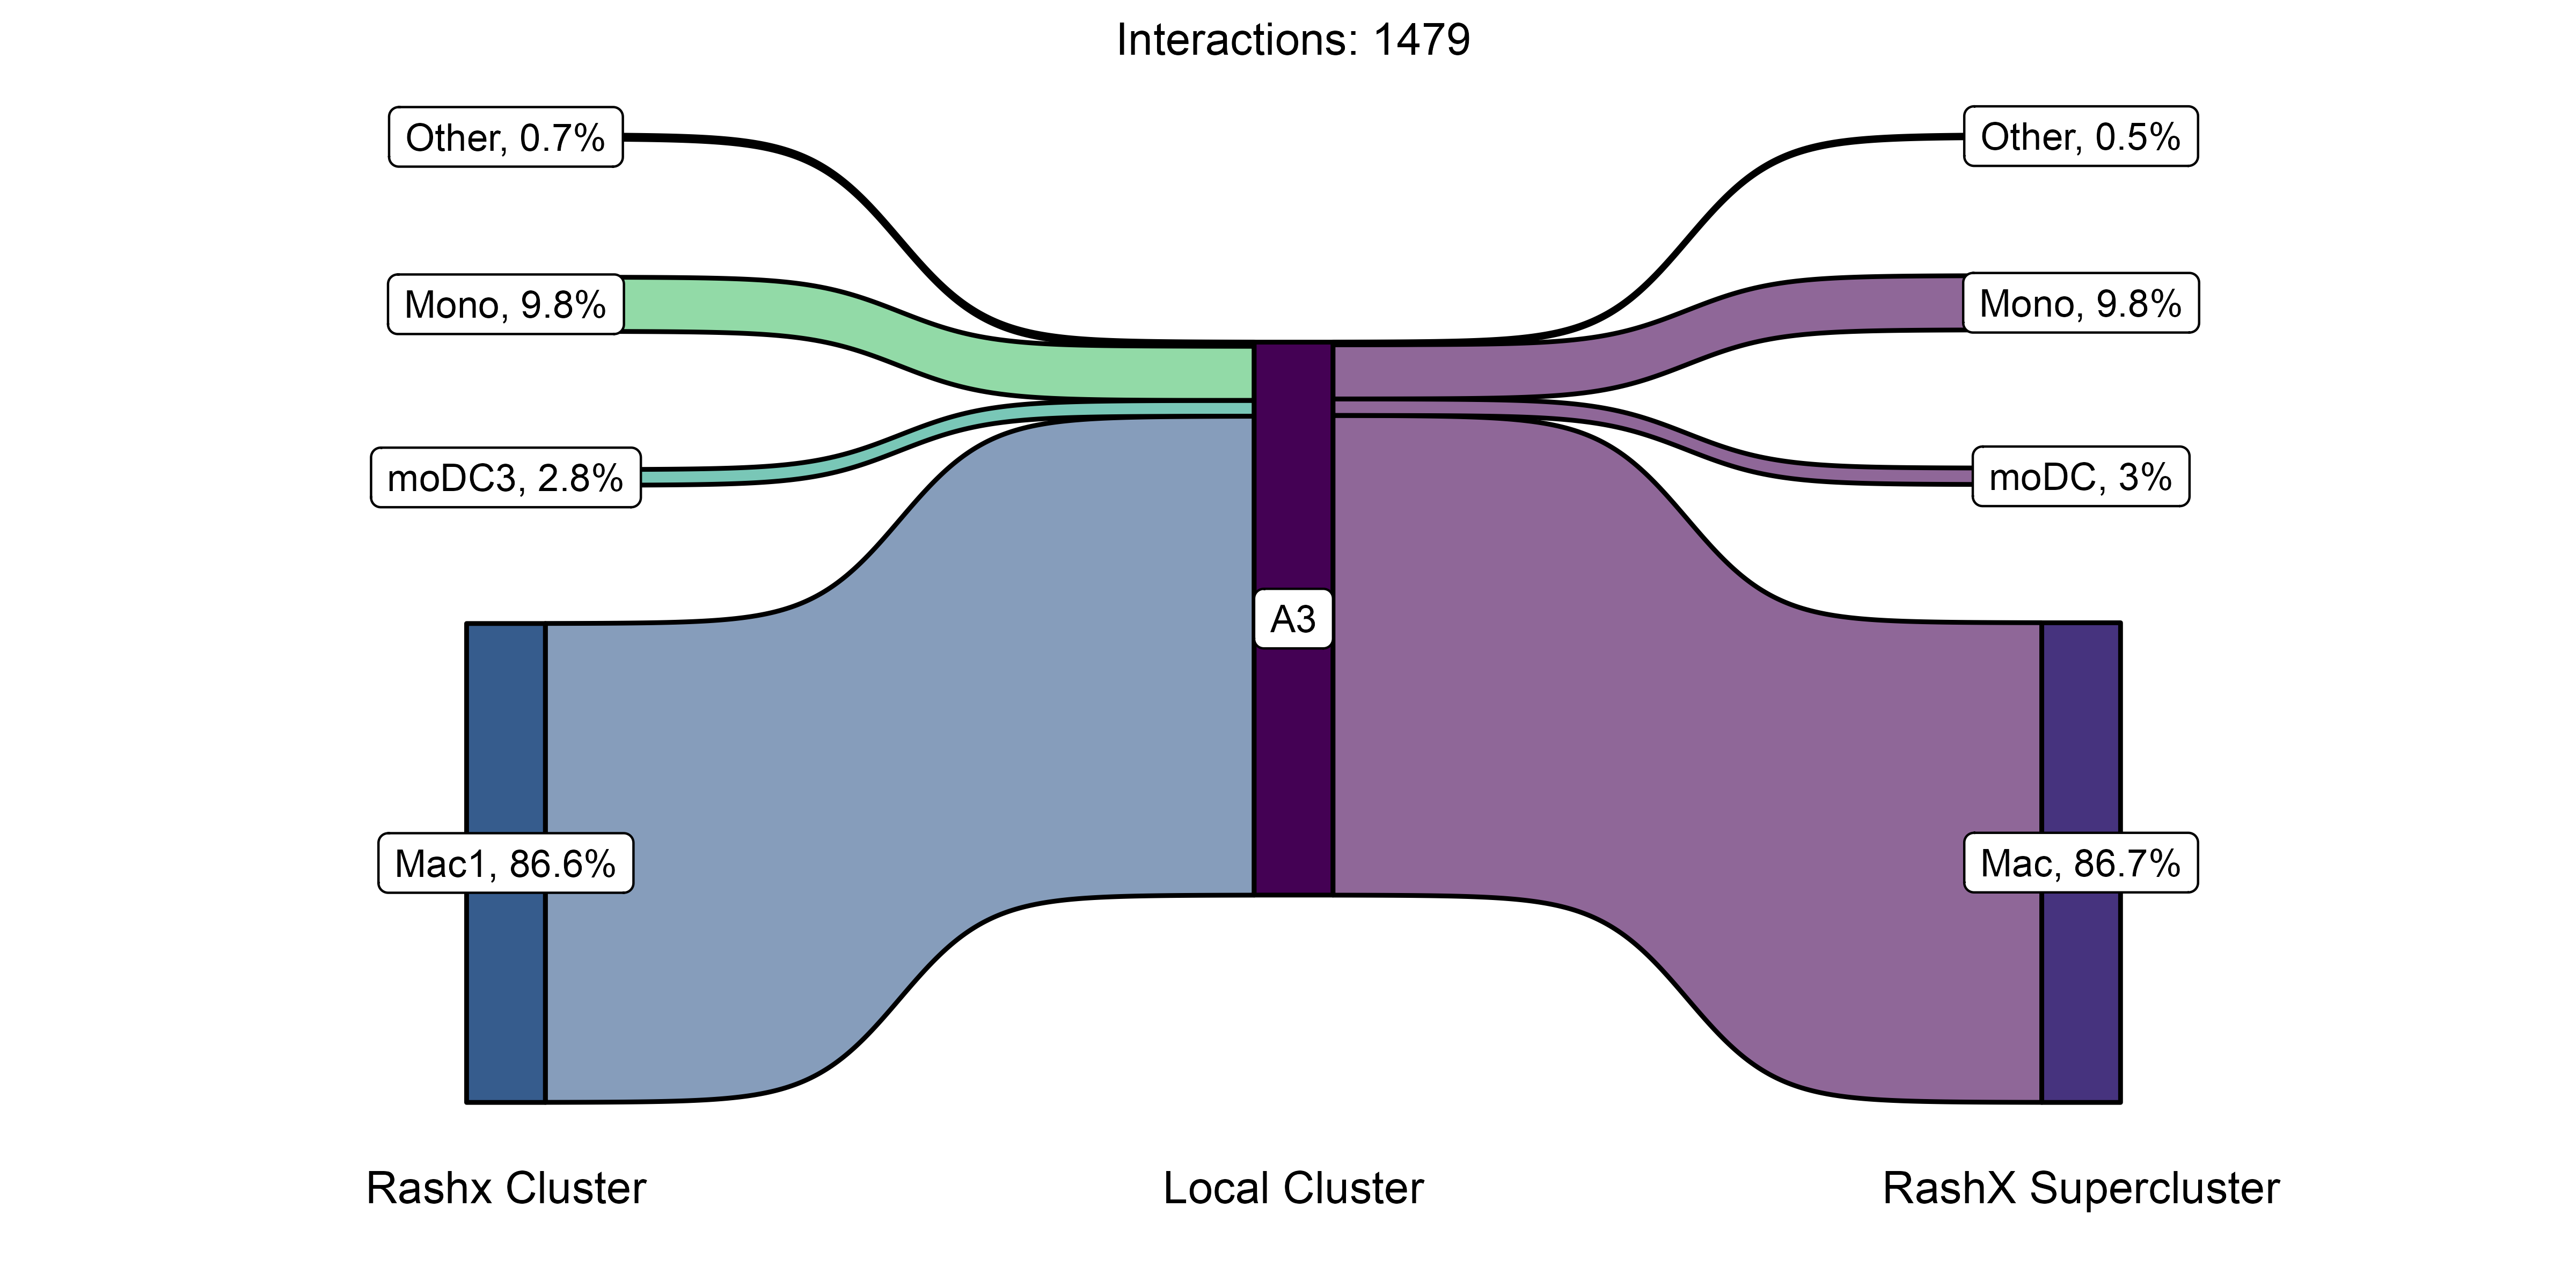 Interactions: 1479
Other, 0.7%
Other, 0.5%
Mono, 9.8%
Mono, 9.8%
moDC3, 2.8%
moDC, 3%
A3
Mac1, 86.6%
Mac, 86.7%
Rashx Cluster
Local Cluster
RashX Supercluster